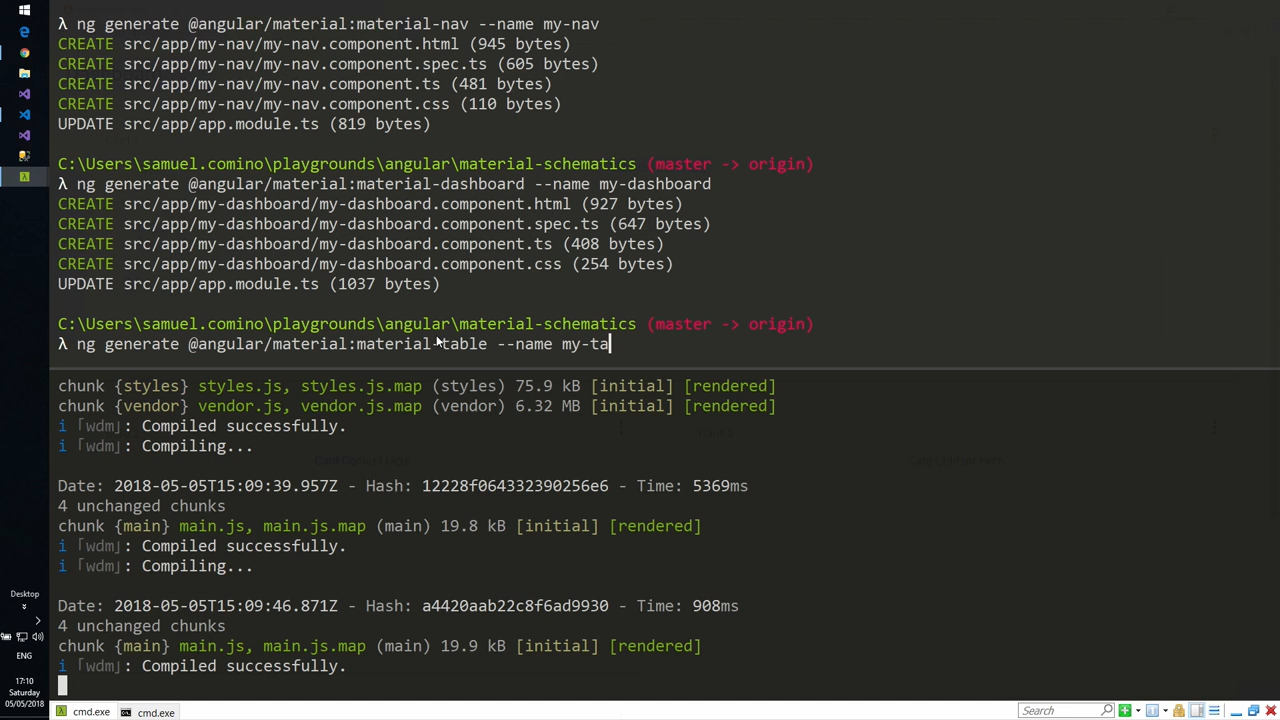 λ ng generate @angular/material:material-nav --name my-nav
CREATE src/app/my-nav/my-nav.component.html (945 bytes)
CREATE src/app/my-nav/my-nav.component.spec.ts (605 bytes)
CREATE src/app/my-nav/my-nav.component.ts (481 bytes)
CREATE src/app/my-nav/my-nav.component.css (110 bytes)
UPDATE src/app/app.module.ts (819 bytes)
C:\Users\samuel.comino\playgrounds\angular\material-schematics (master -> origin)
λ ng generate @angular/material:material-dashboard --name my-dashboard
CREATE src/app/my-dashboard/my-dashboard.component.html (927 bytes)
CREATE src/app/my-dashboard/my-dashboard.component.spec.ts (647 bytes)
CREATE src/app/my-dashboard/my-dashboard.component.ts (408 bytes)
CREATE src/app/my-dashboard/my-dashboard.component.css (254 bytes)
UPDATE src/app/app.module.ts (1037 bytes)
C:\Users\samuel.comino\playgrounds\angular\material-schematics (master -> origin)
λ ng generate @angular/material:material-table --name my-ta
chunk {styles} styles.js, styles.js.map (styles) 75.9 kB [initial] [rendered]
chunk {vendor} vendor.js, vendor.js.map (vendor) 6.32 MB [initial] [rendered]
i ｢wdm｣: Compiled successfully.
i ｢wdm｣: Compiling...
Date: 2018-05-05T15:09:39.957Z - Hash: 12228f064332390256e6 - Time: 5369ms
4 unchanged chunks
chunk {main} main.js, main.js.map (main) 19.8 kB [initial] [rendered]
i ｢wdm｣: Compiled successfully.
i ｢wdm｣: Compiling...
Date: 2018-05-05T15:09:46.871Z - Hash: a4420aab22c8f6ad9930 - Time: 908ms
4 unchanged chunks
chunk {main} main.js, main.js.map (main) 19.9 kB [initial] [rendered]
i ｢wdm｣: Compiled successfully.
Desktop
ENG
17:10
Saturday
05/05/2018
cmd.exe
cmd.exe
Search